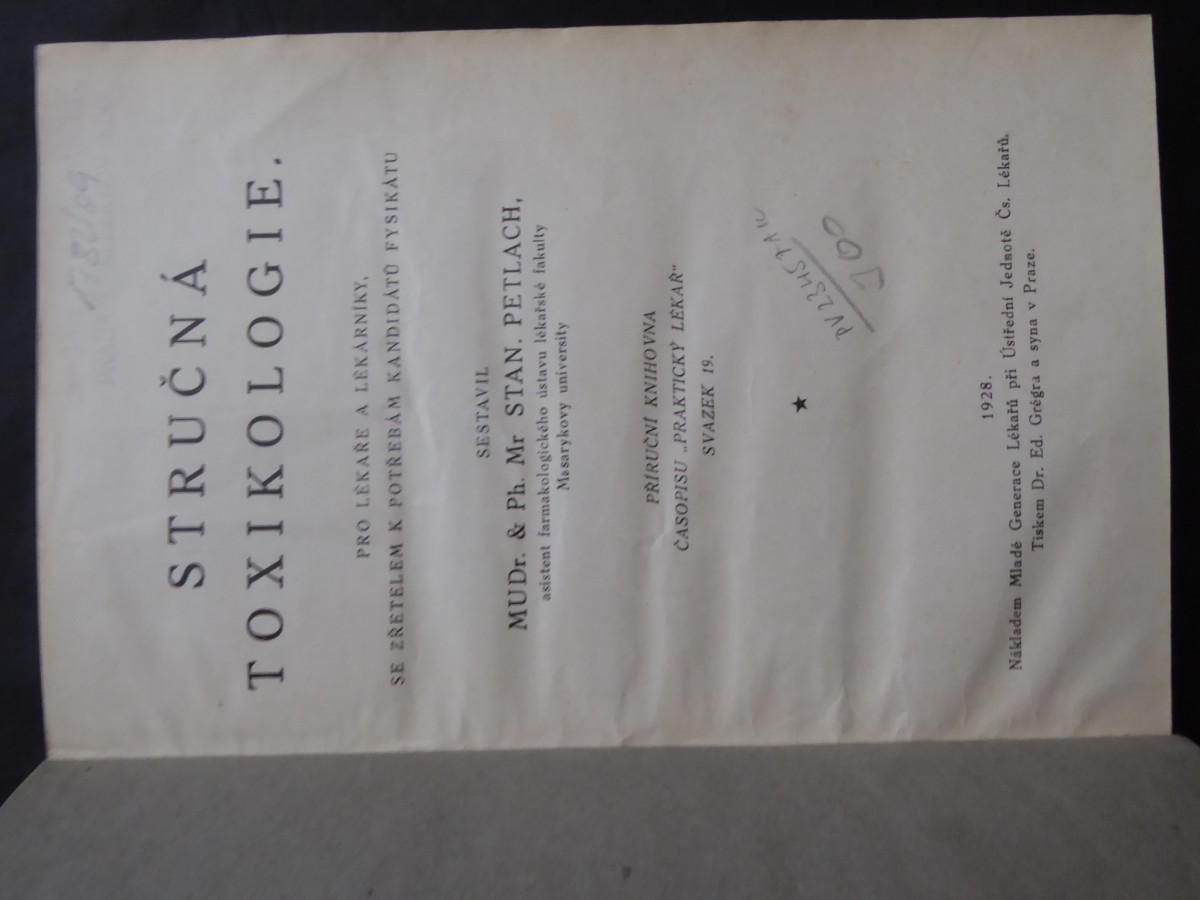 STRUČNÁ
TOXIKOLOGIE.
PRO LÉKAŘE A LÉKÁRNÍKY,
SE ZŘETELEM K POTŘEBÁM KANDIDÁTŮ FYSIKÁTU
SESTAVIL
MUDr. & Ph. Mr STAN. PETLACH,
asistent farmakologického ústavu lékařské fakulty
Masarykovy university
PŘÍRUČNÍ KNIHOVNA
ČASOPISU „PRAKTICKÝ LÉKAŘ"
SVAZEK 19.
★
1928.
Nákladem Mladé Generace Lékařů při Ústřední Jednotě Čs. Lékařů.
Tiskem Dr. Ed. Grégra a syna v Praze.